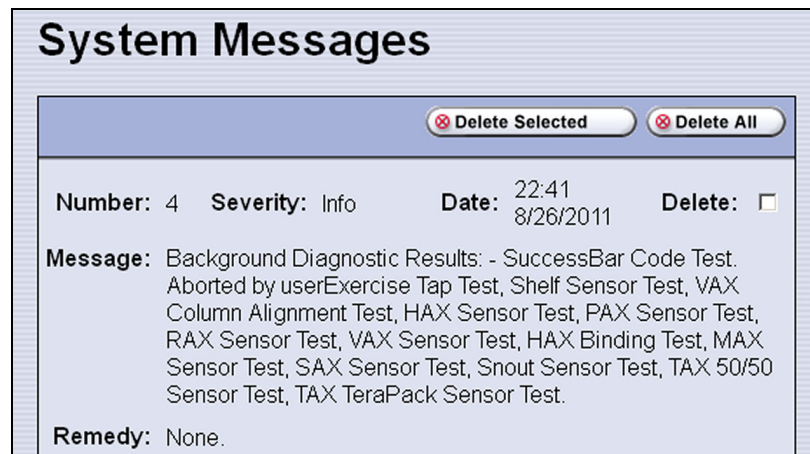 System Messages
Delete Selected Delete All
Number: 4 Severity: Info Date: 22:41 8/26/2011 Delete:
Message: Background Diagnostic Results: - SuccessBar Code Test.
Aborted by userExercise Tap Test, Shelf Sensor Test, VAX
Column Alignment Test, HAX Sensor Test, PAX Sensor Test,
RAX Sensor Test, VAX Sensor Test, HAX Binding Test, MAX
Sensor Test, SAX Sensor Test, Snout Sensor Test, TAX 50/50
Sensor Test, TAX TeraPack Sensor Test.
Remedy: None.